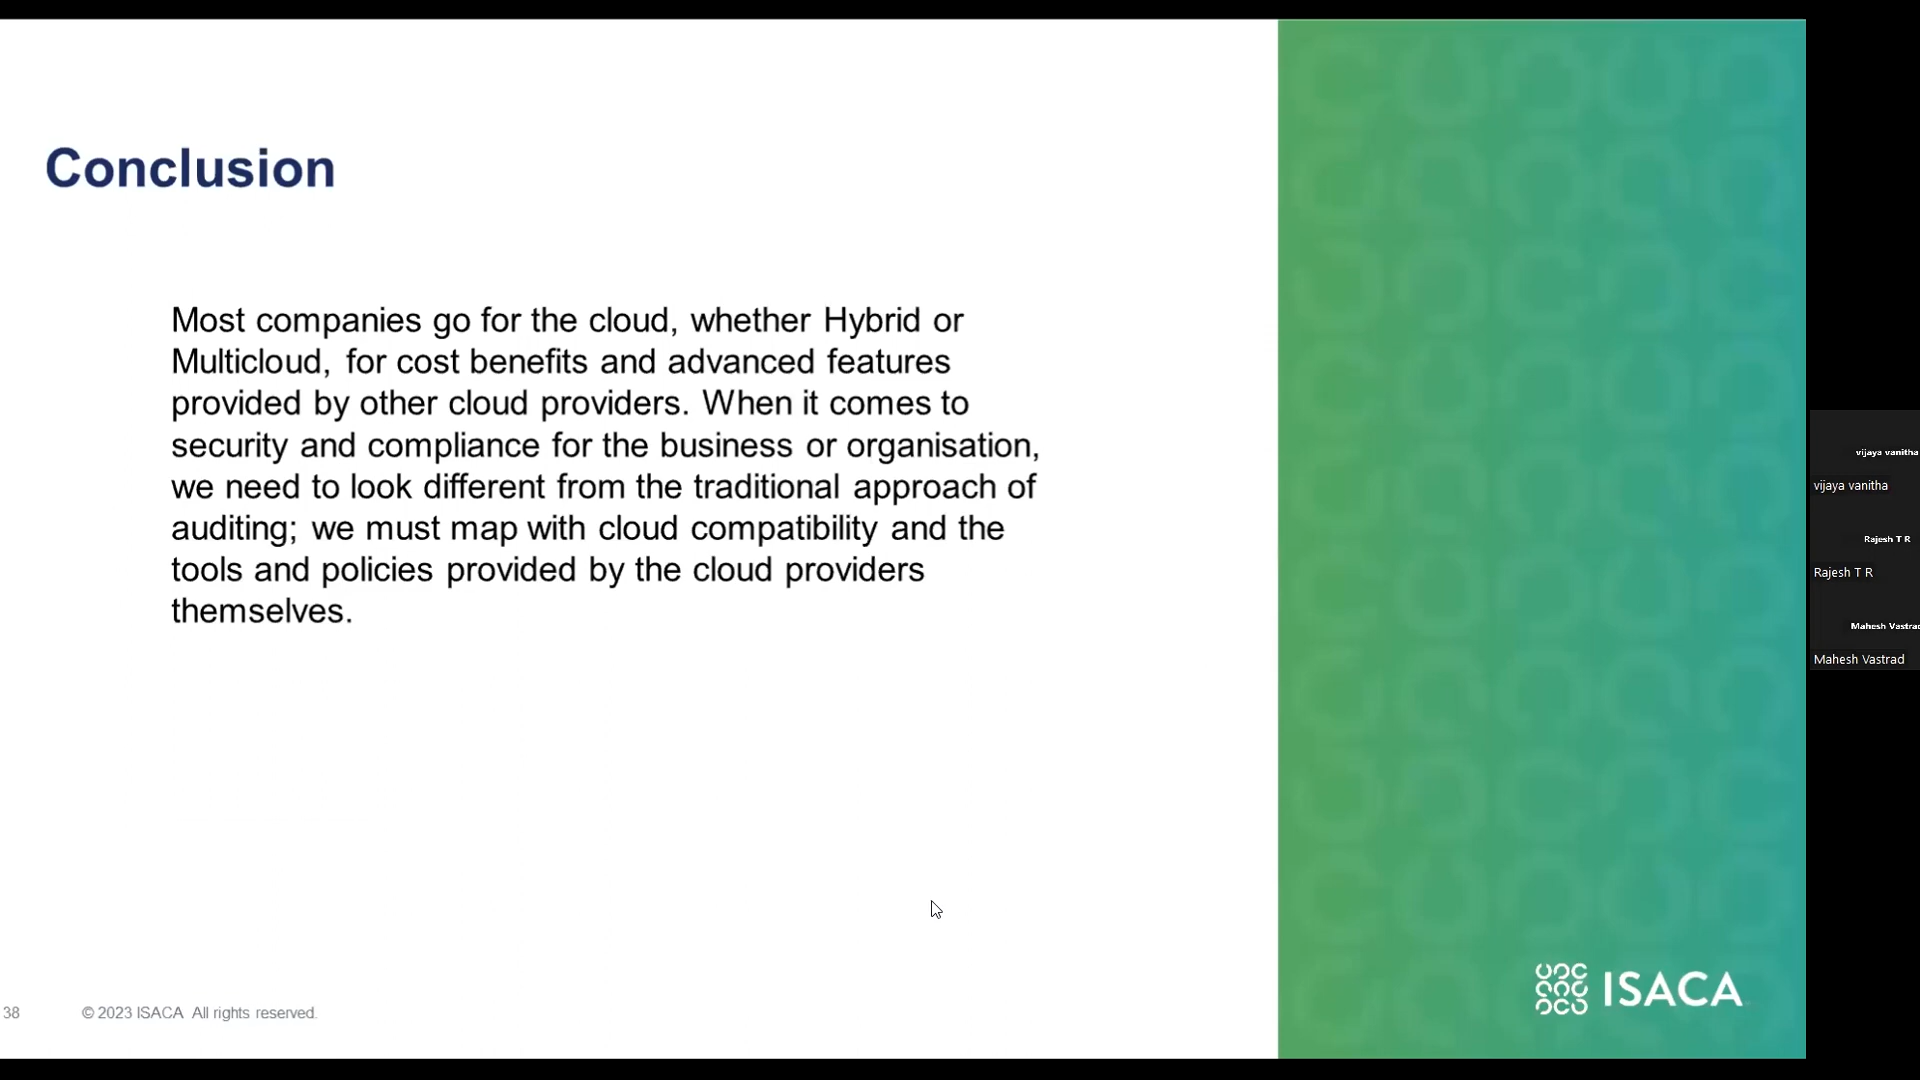 Conclusion
Most companies go for the cloud, whether Hybrid or
Multicloud, for cost benefits and advanced features
provided by other cloud providers. When it comes to
security and compliance for the business or organisation,
we need to look different from the traditional approach of
auditing; we must map with cloud compatibility and the
tools and policies provided by the cloud providers
themselves.
38 © 2023 ISACA All rights reserved.
ISACA
vijaya vanitha
vijaya vanitha
Rajesh T R
Rajesh T R
Mahesh Vastrad
Mahesh Vastrad